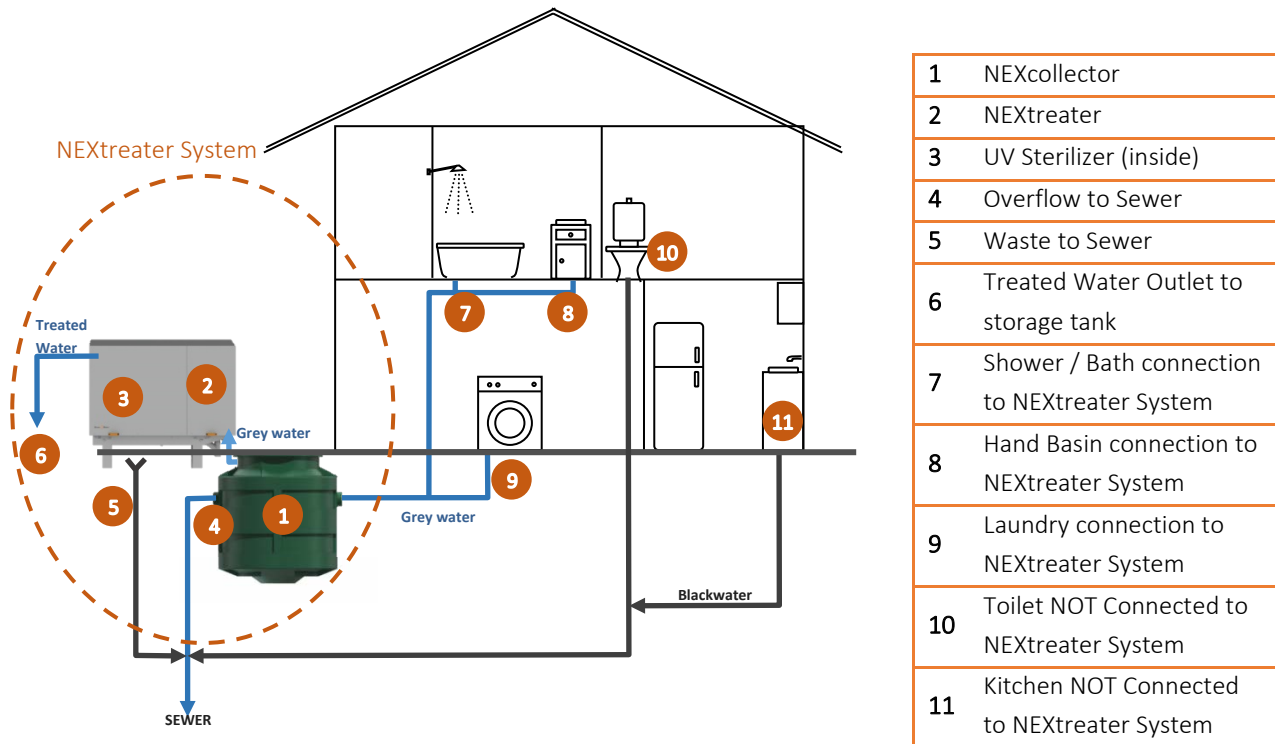 NEXtreater System
10
7
8
Treated
Water
3
2
Grey water
6
11
9
5
4
1
Grey water
Blackwater
SEWER
1 NEXcollector
2 NEXtreater
3 UV Sterilizer (inside)
4 Overflow to Sewer
5 Waste to Sewer
6 Treated Water Outlet to
storage tank
7 Shower / Bath connection
to NEXtreater System
8 Hand Basin connection to
NEXtreater System
9 Laundry connection to
NEXtreater System
10 Toilet NOT Connected to
NEXtreater System
11 Kitchen NOT Connected
to NEXtreater System